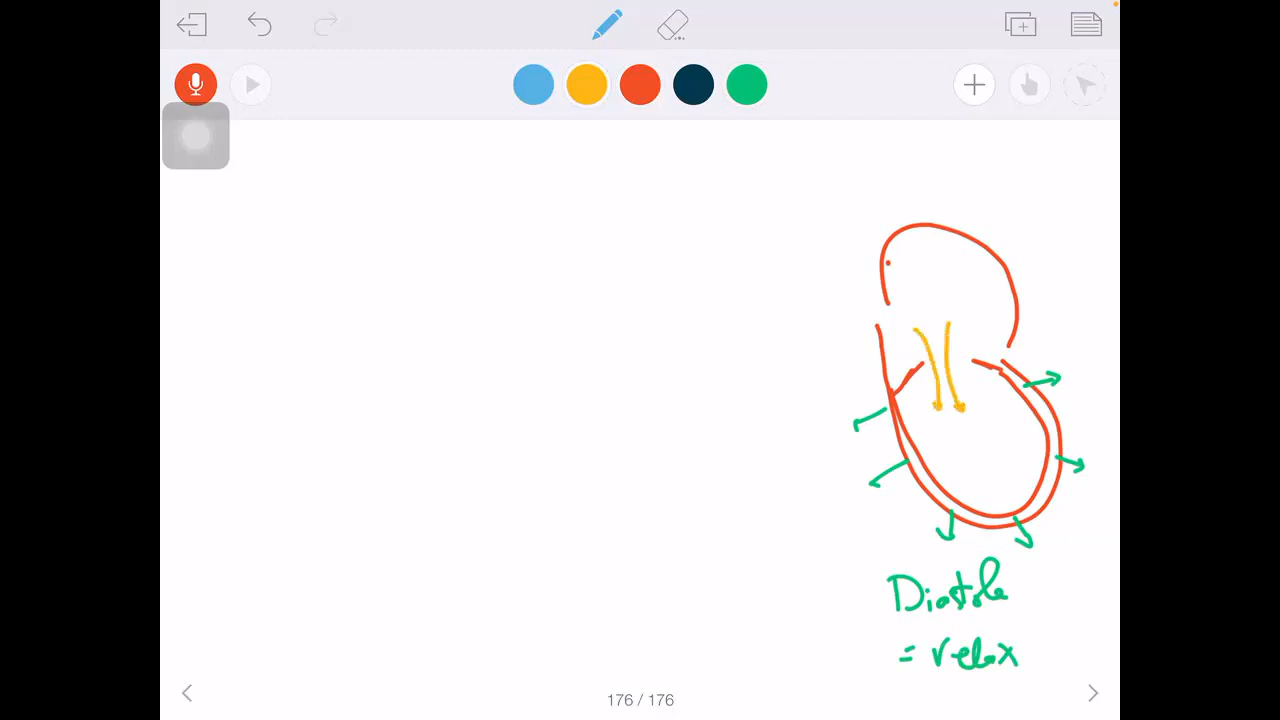 Diastole
= relax
176 / 176